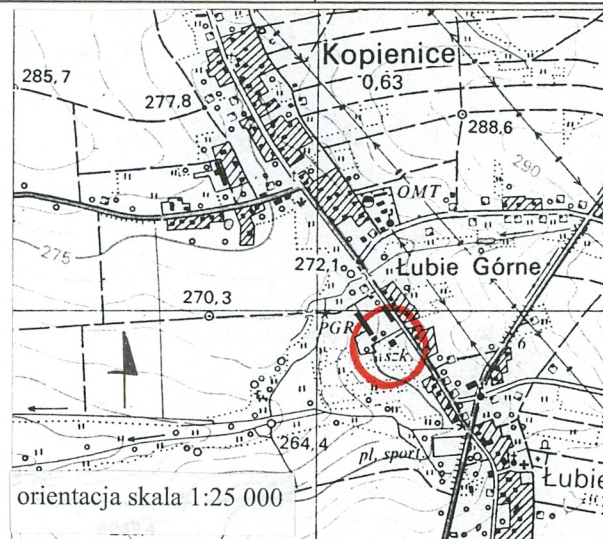 Kopienice
0,63
285,7
277,8
288,6
290
OMT
275
272,1
Łubie Górne
270,3
PGR
szk.
6
264,4
pl. sport.
Łubie
orientacja skala 1:25 000